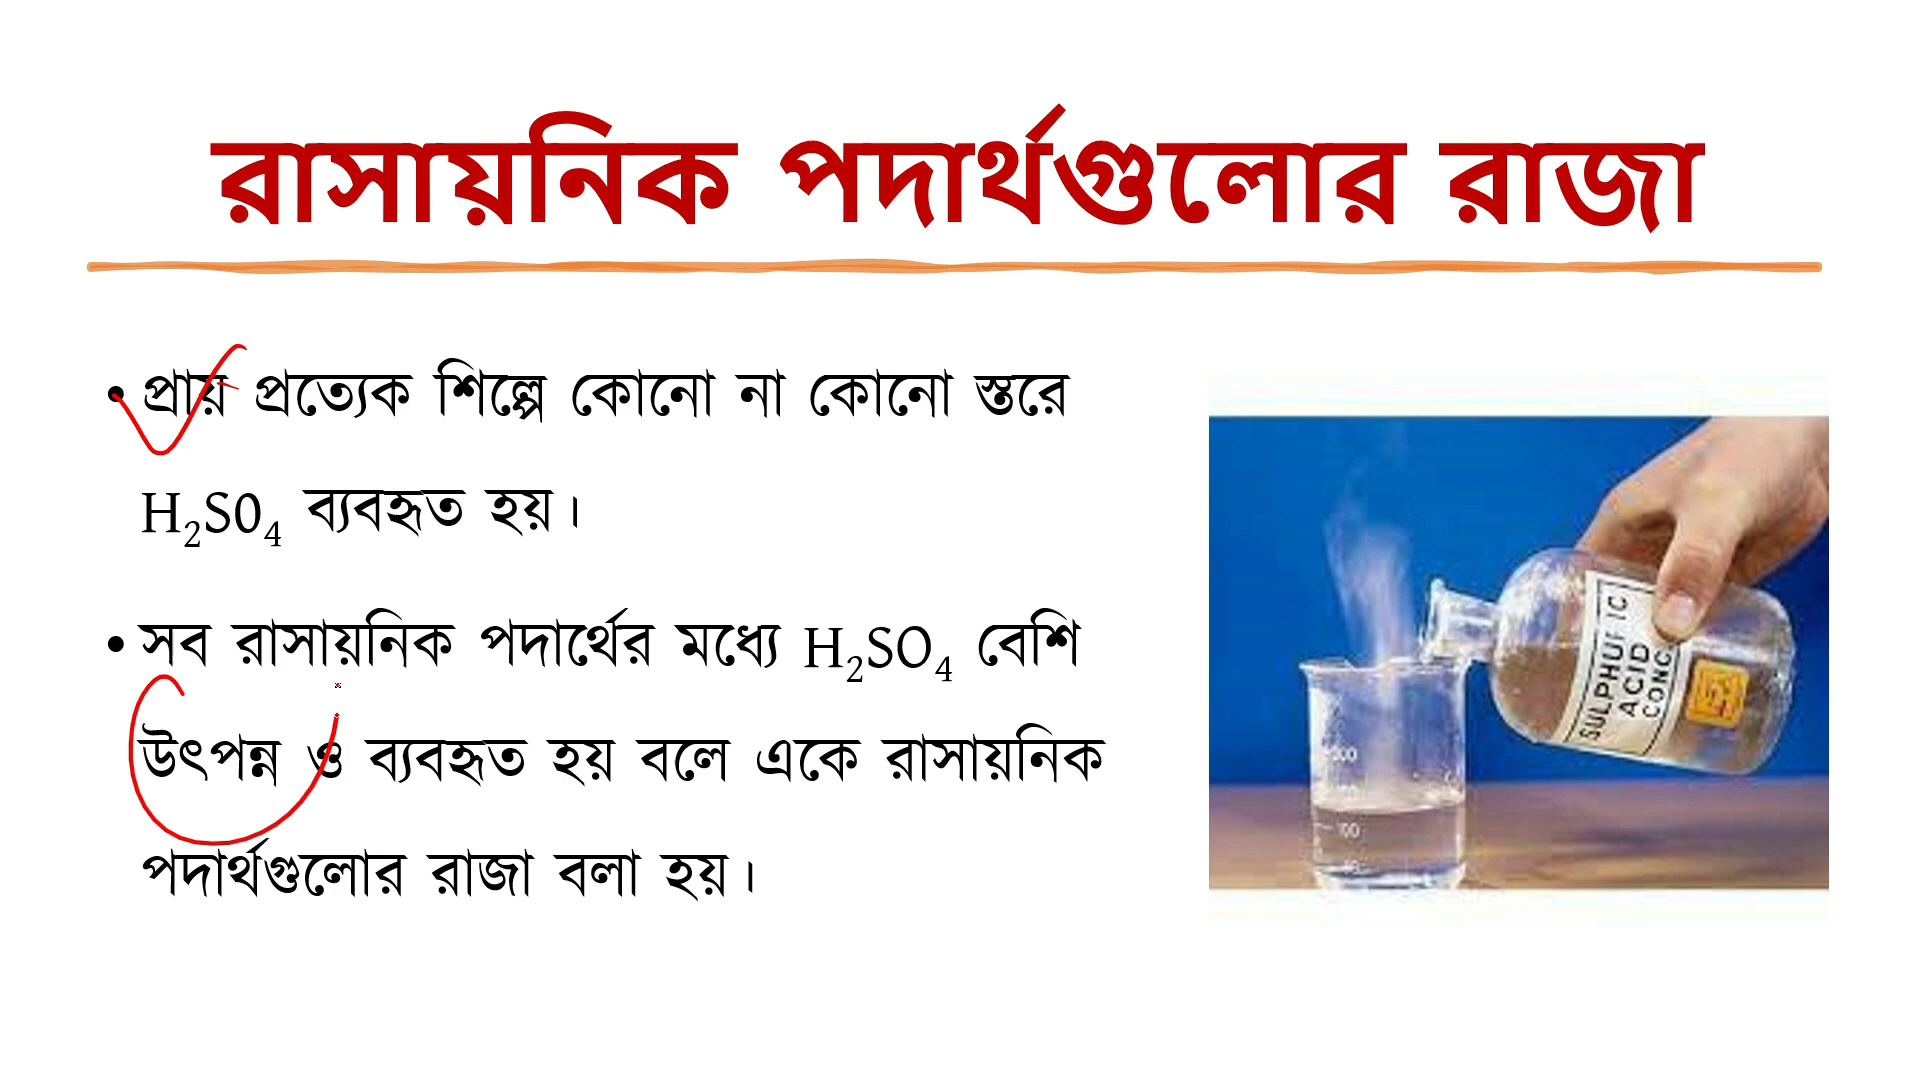 রাসায়নিক পদার্থগুলোর রাজা
• প্রায় প্রত্যেক শিল্পে কোনো না কোনো স্তরে
H₂S0₄ ব্যবহৃত হয়।
• সব রাসায়নিক পদার্থের মধ্যে H₂SO₄ বেশি
উৎপন্ন ও ব্যবহৃত হয় বলে একে রাসায়নিক
পদার্থগুলোর রাজা বলা হয়।
SULPHURIC
ACID
CONC
100